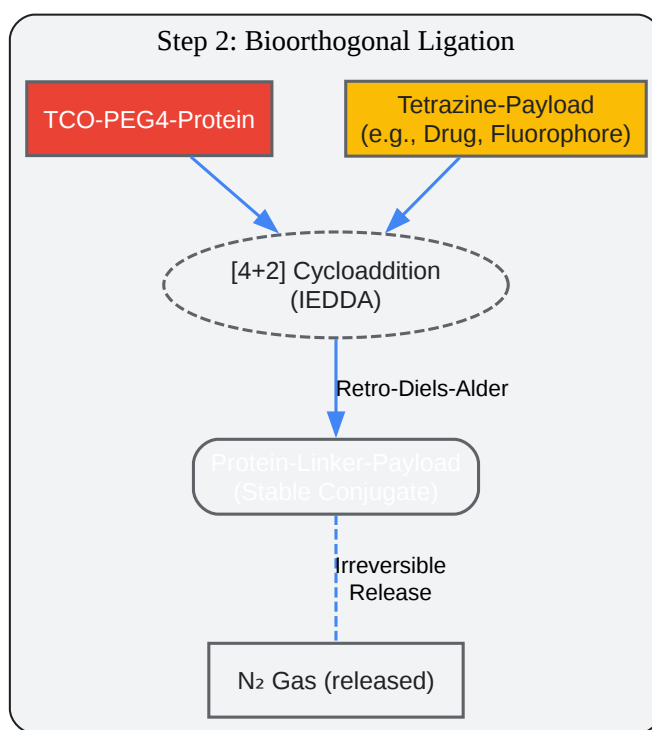 Step 2: Bioorthogonal Ligation
TCO-PEG4-Protein
Tetrazine-Payload
(e.g., Drug, Fluorophore)
[4+2] Cycloaddition
(IEDDA)
Retro-Diels-Alder
Protein-Linker-Payload
(Stable Conjugate)
Irreversible
Release
N₂ Gas (released)